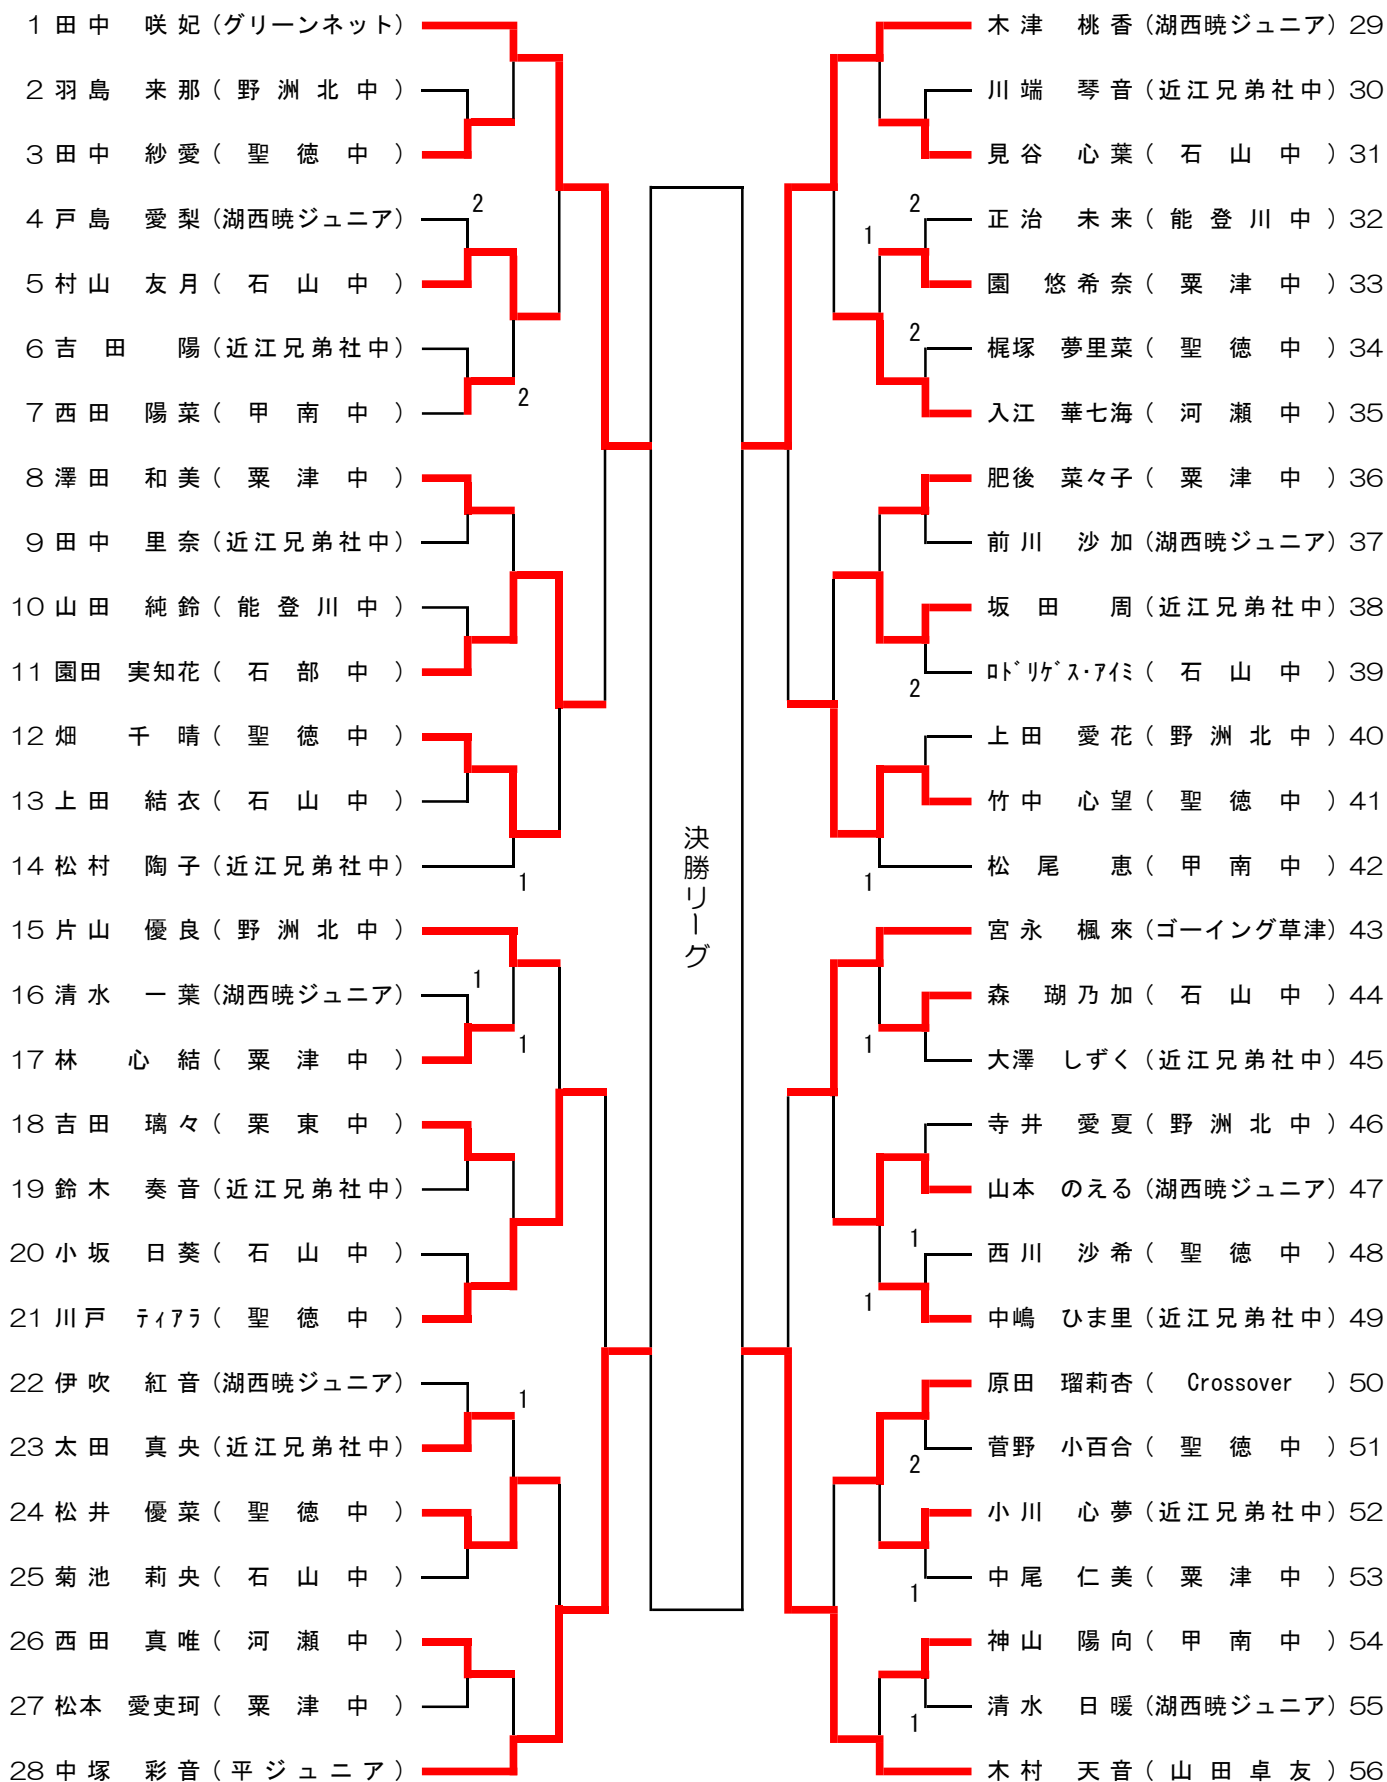 1 田中 咲妃 (グリーンネット)
2 羽島 来那 ( 野洲北中 )
3 田中 紗愛 ( 聖徳中 )
4 戸島 愛梨 (湖西暁ジュニア)
2
5 村山 友月 ( 石山中 )
6 吉田 陽 (近江兄弟社中)
7 西田 陽菜 ( 甲南中 )
2
8 澤田 和美 ( 粟津中 )
9 田中 里奈 (近江兄弟社中)
10 山田 純鈴 ( 能登川中 )
11 園田 実知花 ( 石部中 )
12 畑 千晴 ( 聖徳中 )
13 上田 結衣 ( 石山中 )
14 松村 陶子 (近江兄弟社中)
1
15 片山 優良 ( 野洲北中 )
16 清水 一葉 (湖西暁ジュニア)
1
17 林 心結 ( 粟津中 )
1
18 吉田 璃々 ( 栗東中 )
19 鈴木 奏音 (近江兄弟社中)
20 小坂 日葵 ( 石山中 )
21 川戸 ティアラ ( 聖徳中 )
22 伊吹 紅音 (湖西暁ジュニア)
1
23 太田 真央 (近江兄弟社中)
24 松井 優菜 ( 聖徳中 )
25 菊池 莉央 ( 石山中 )
26 西田 真唯 ( 河瀬中 )
27 松本 愛吏珂 ( 粟津中 )
28 中塚 彩音 ( 平ジュニア )
決勝リーグ
木津 桃香 (湖西暁ジュニア) 29
川端 琴音 (近江兄弟社中) 30
見谷 心葉 ( 石山中 ) 31
2
正治 未来 ( 能登川中 ) 32
1
園 悠希奈 ( 粟津中 ) 33
2
梶塚 夢里菜 ( 聖徳中 ) 34
入江 華七海 ( 河瀬中 ) 35
肥後 菜々子 ( 粟津中 ) 36
前川 沙加 (湖西暁ジュニア) 37
坂田 周 (近江兄弟社中) 38
ロドリゲス・アイミ ( 石山中 ) 39
2
上田 愛花 ( 野洲北中 ) 40
竹中 心望 ( 聖徳中 ) 41
松尾 恵 ( 甲南中 ) 42
1
宮永 楓來 (ゴーイング草津) 43
森 瑚乃加 ( 石山中 ) 44
1
大澤 しずく (近江兄弟社中) 45
寺井 愛夏 ( 野洲北中 ) 46
山本 のえる (湖西暁ジュニア) 47
1
西川 沙希 ( 聖徳中 ) 48
1
中嶋 ひま里 (近江兄弟社中) 49
原田 瑠莉杏 ( Crossover ) 50
菅野 小百合 ( 聖徳中 ) 51
2
小川 心夢 (近江兄弟社中) 52
中尾 仁美 ( 粟津中 ) 53
1
神山 陽向 ( 甲南中 ) 54
清水 日暖 (湖西暁ジュニア) 55
1
木村 天音 ( 山田卓友 ) 56